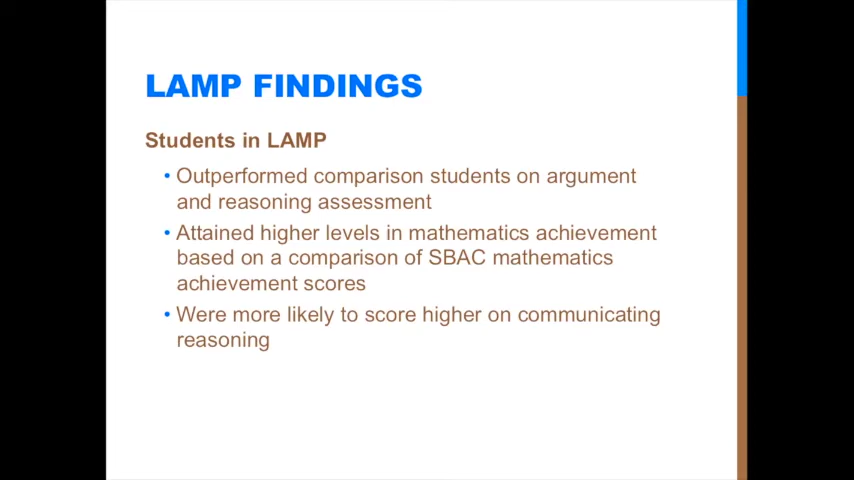 LAMP FINDINGS
Students in LAMP
• Outperformed comparison students on argument
and reasoning assessment
• Attained higher levels in mathematics achievement
based on a comparison of SBAC mathematics
achievement scores
• Were more likely to score higher on communicating
reasoning